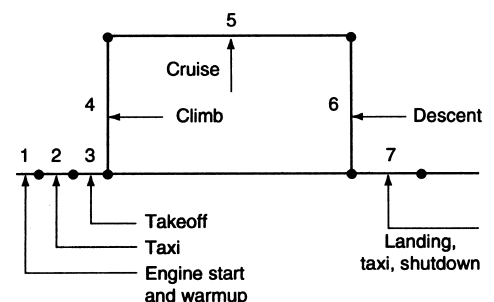 5
Cruise
4
Climb
6
Descent
1 2 3
7
Takeoff
Taxi
Engine start
and warmup
Landing,
taxi, shutdown